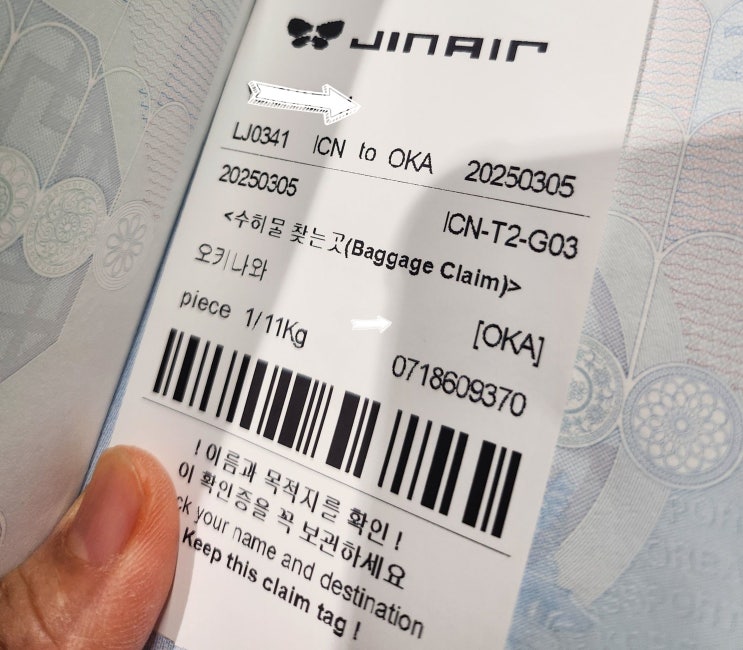 JINAIR
LJ0341 ICN to OKA 20250305
20250305 ICN-T2-G03
<수하물 찾는곳(Baggage Claim)>
오키나와 [OKA]
piece 1/11Kg 0718609370
! 이름과 목적지를 확인 !
이 확인증을 꼭 보관하세요
ck your name and destination
Keep this claim tag !